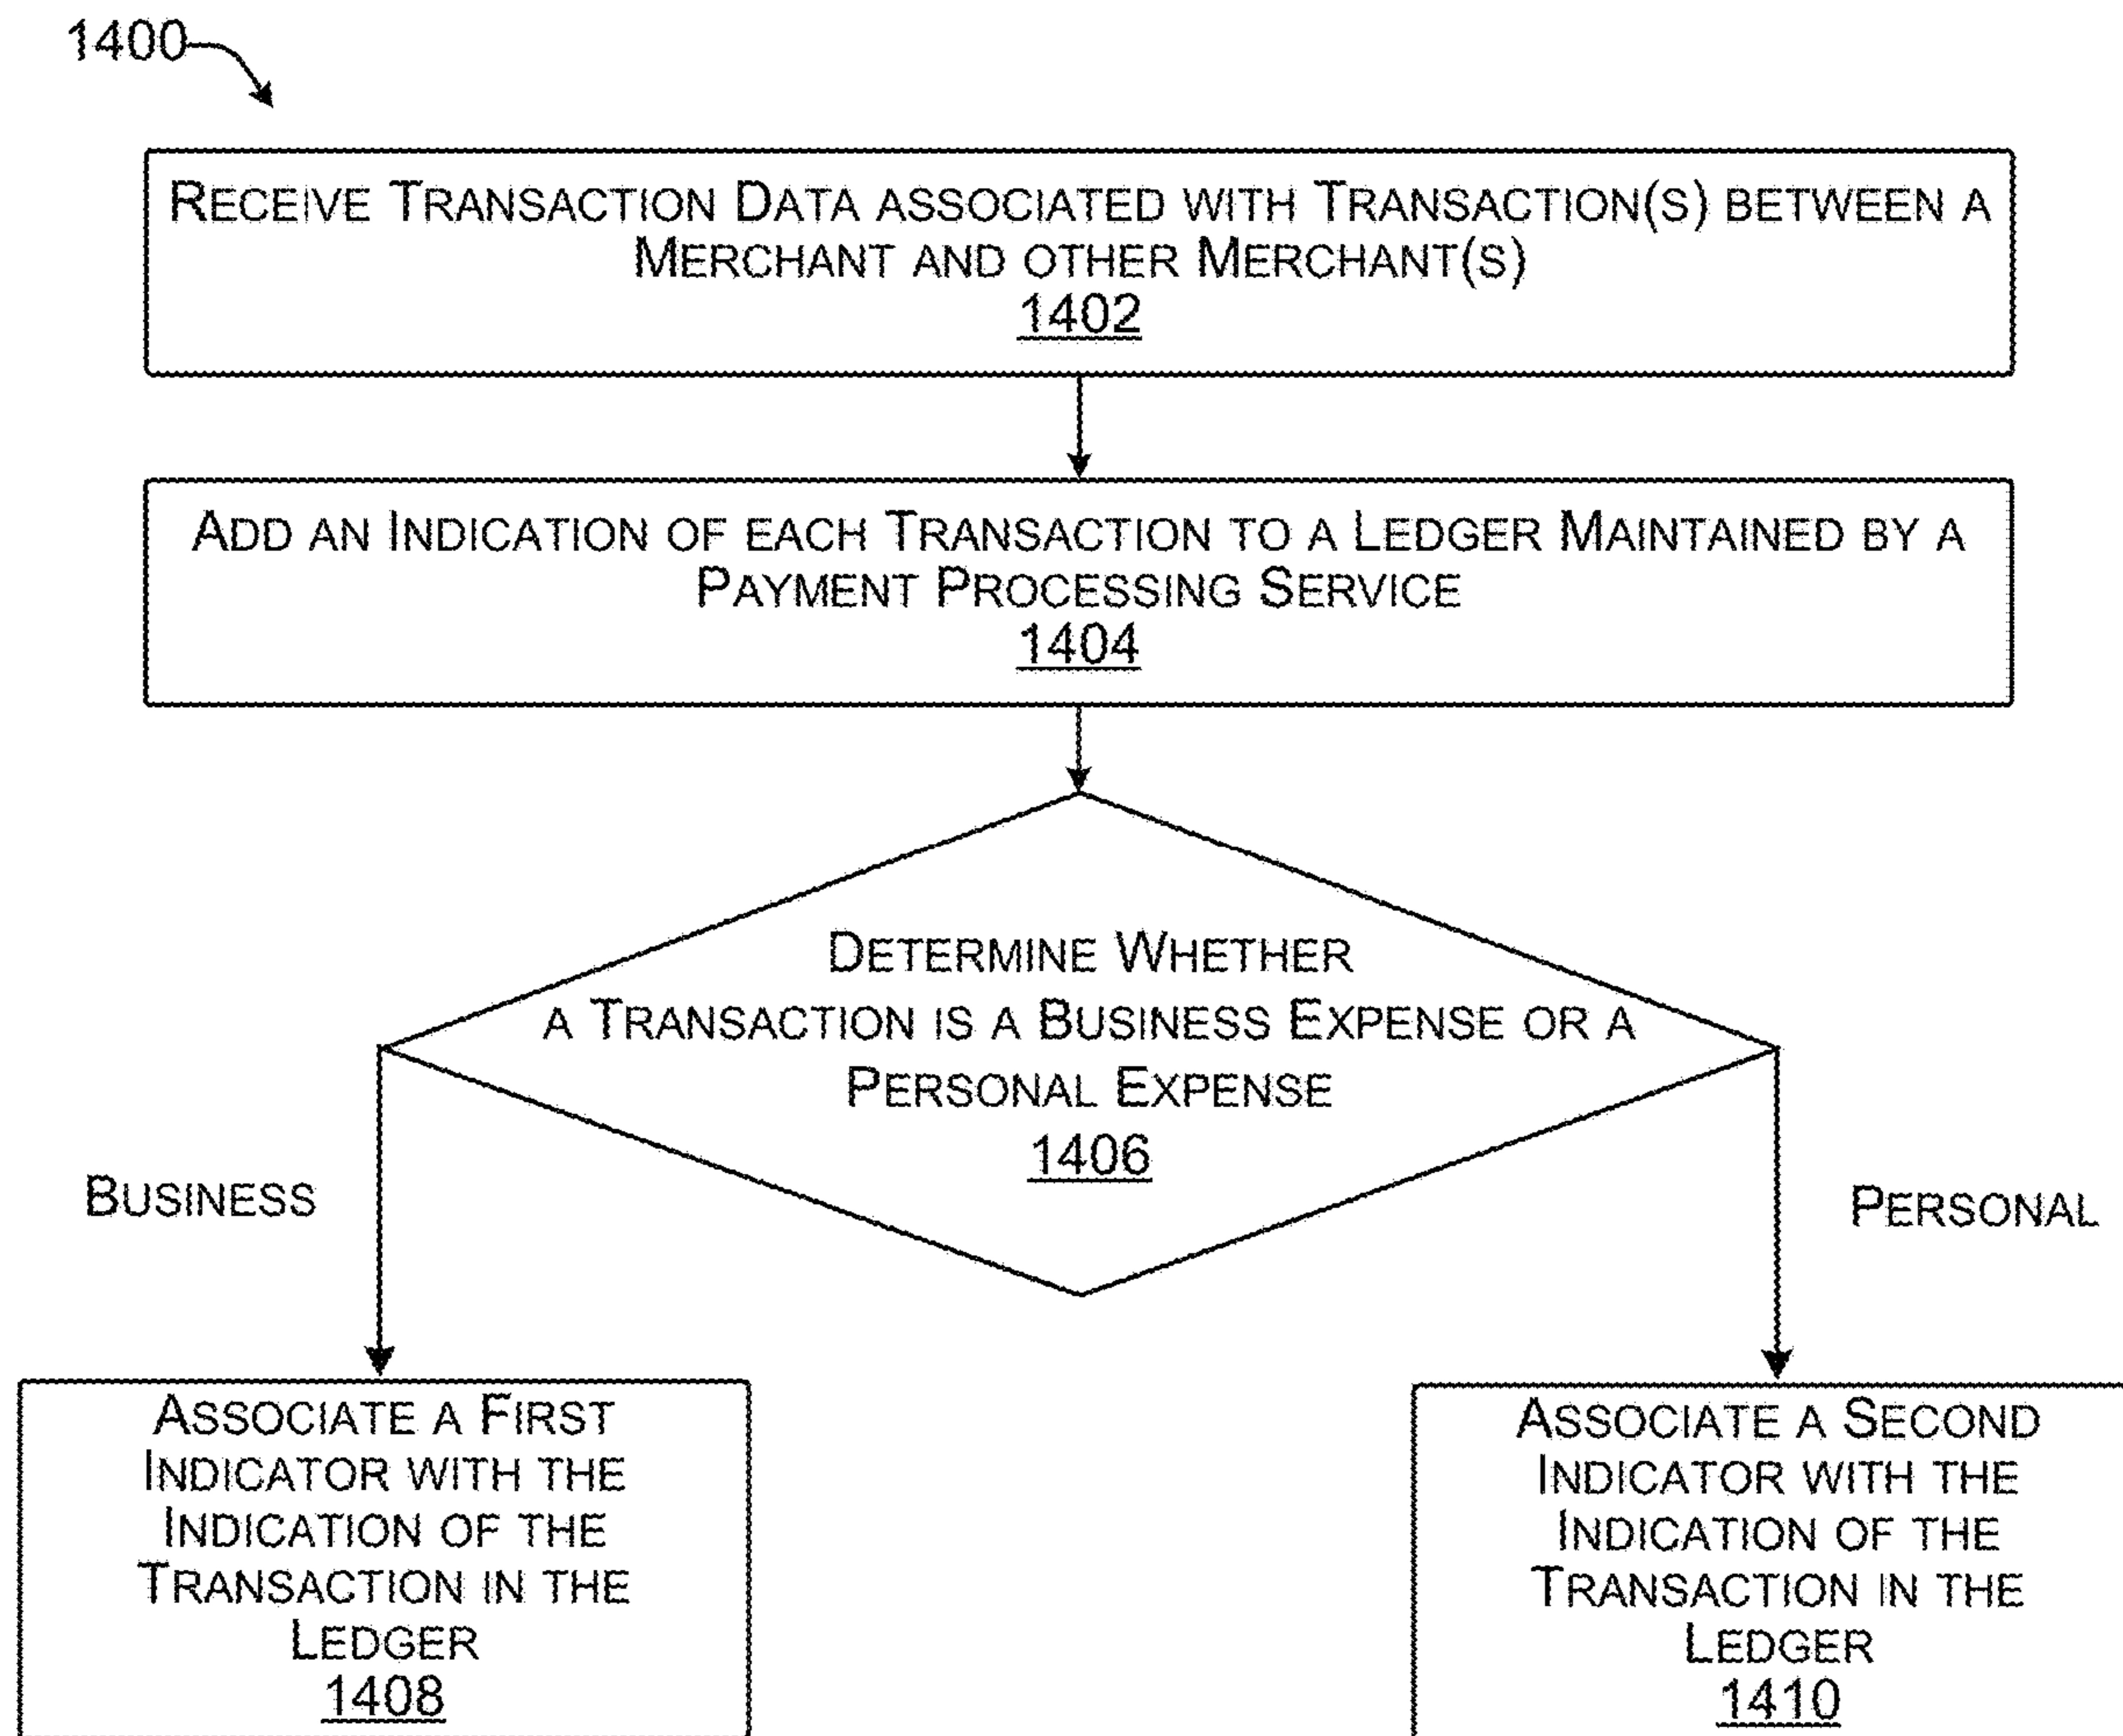 1400
RECEIVE TRANSACTION DATA ASSOCIATED WITH TRANSACTION(S) BETWEEN A
MERCHANT AND OTHER MERCHANT(S)
1402
ADD AN INDICATION OF EACH TRANSACTION TO A LEDGER MAINTAINED BY A
PAYMENT PROCESSING SERVICE
1404
DETERMINE WHETHER
A TRANSACTION IS A BUSINESS EXPENSE OR A
PERSONAL EXPENSE
1406
BUSINESS
PERSONAL
ASSOCIATE A FIRST
INDICATOR WITH THE
INDICATION OF THE
TRANSACTION IN THE
LEDGER
1408
ASSOCIATE A SECOND
INDICATOR WITH THE
INDICATION OF THE
TRANSACTION IN THE
LEDGER
1410